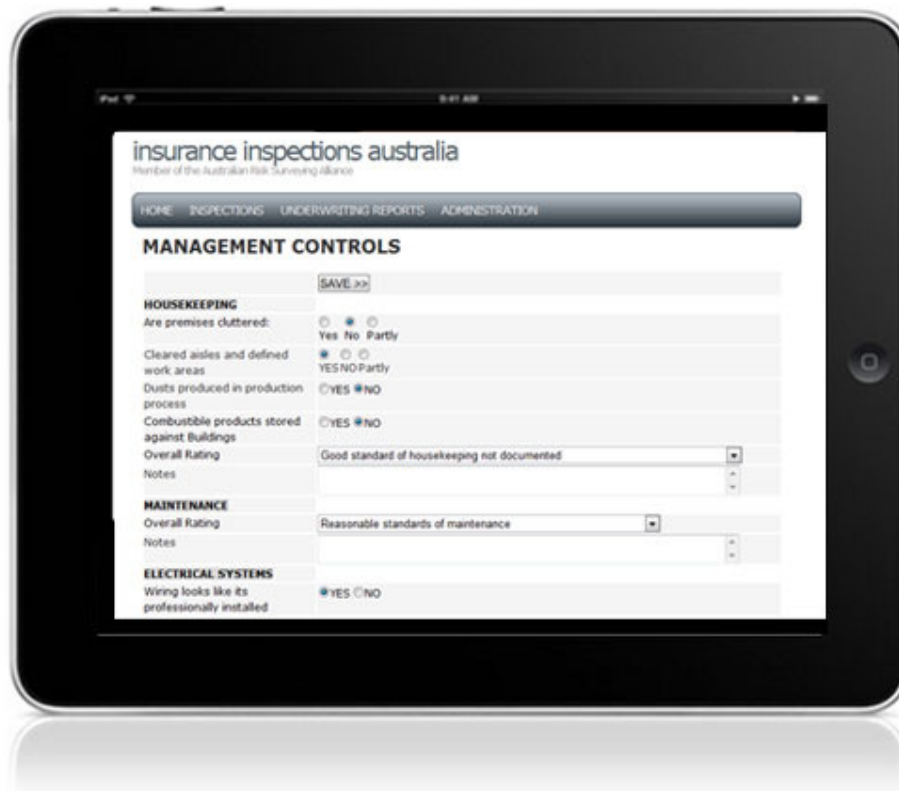 iPad
9:41 AM
insurance inspections australia
Member of the Australian Risk Surveying Alliance
HOME INSPECTIONS UNDERWRITING REPORTS ADMINISTRATION
MANAGEMENT CONTROLS
SAVE >>
HOUSEKEEPING
Are premises cluttered:
Yes No Partly
Cleared aisles and defined
work areas
YES NO Partly
Dusts produced in production
process
YES NO
Combustible products stored
against Buildings
YES NO
Overall Rating
Good standard of housekeeping not documented
Notes
MAINTENANCE
Overall Rating
Reasonable standards of maintenance
Notes
ELECTRICAL SYSTEMS
Wiring looks like its
professionally installed
YES NO